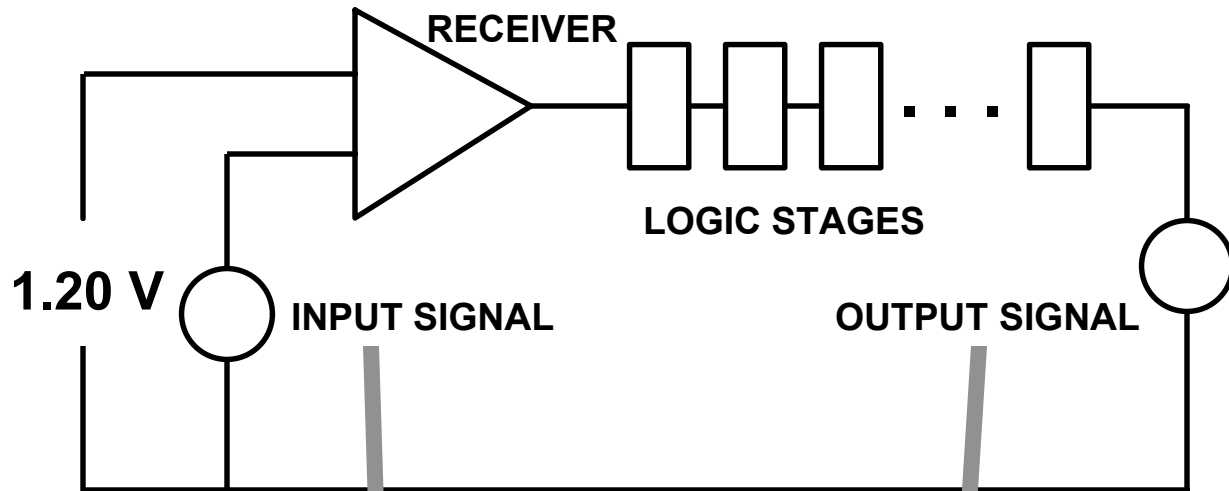 RECEIVER
LOGIC STAGES
1.20 V
INPUT SIGNAL
OUTPUT SIGNAL